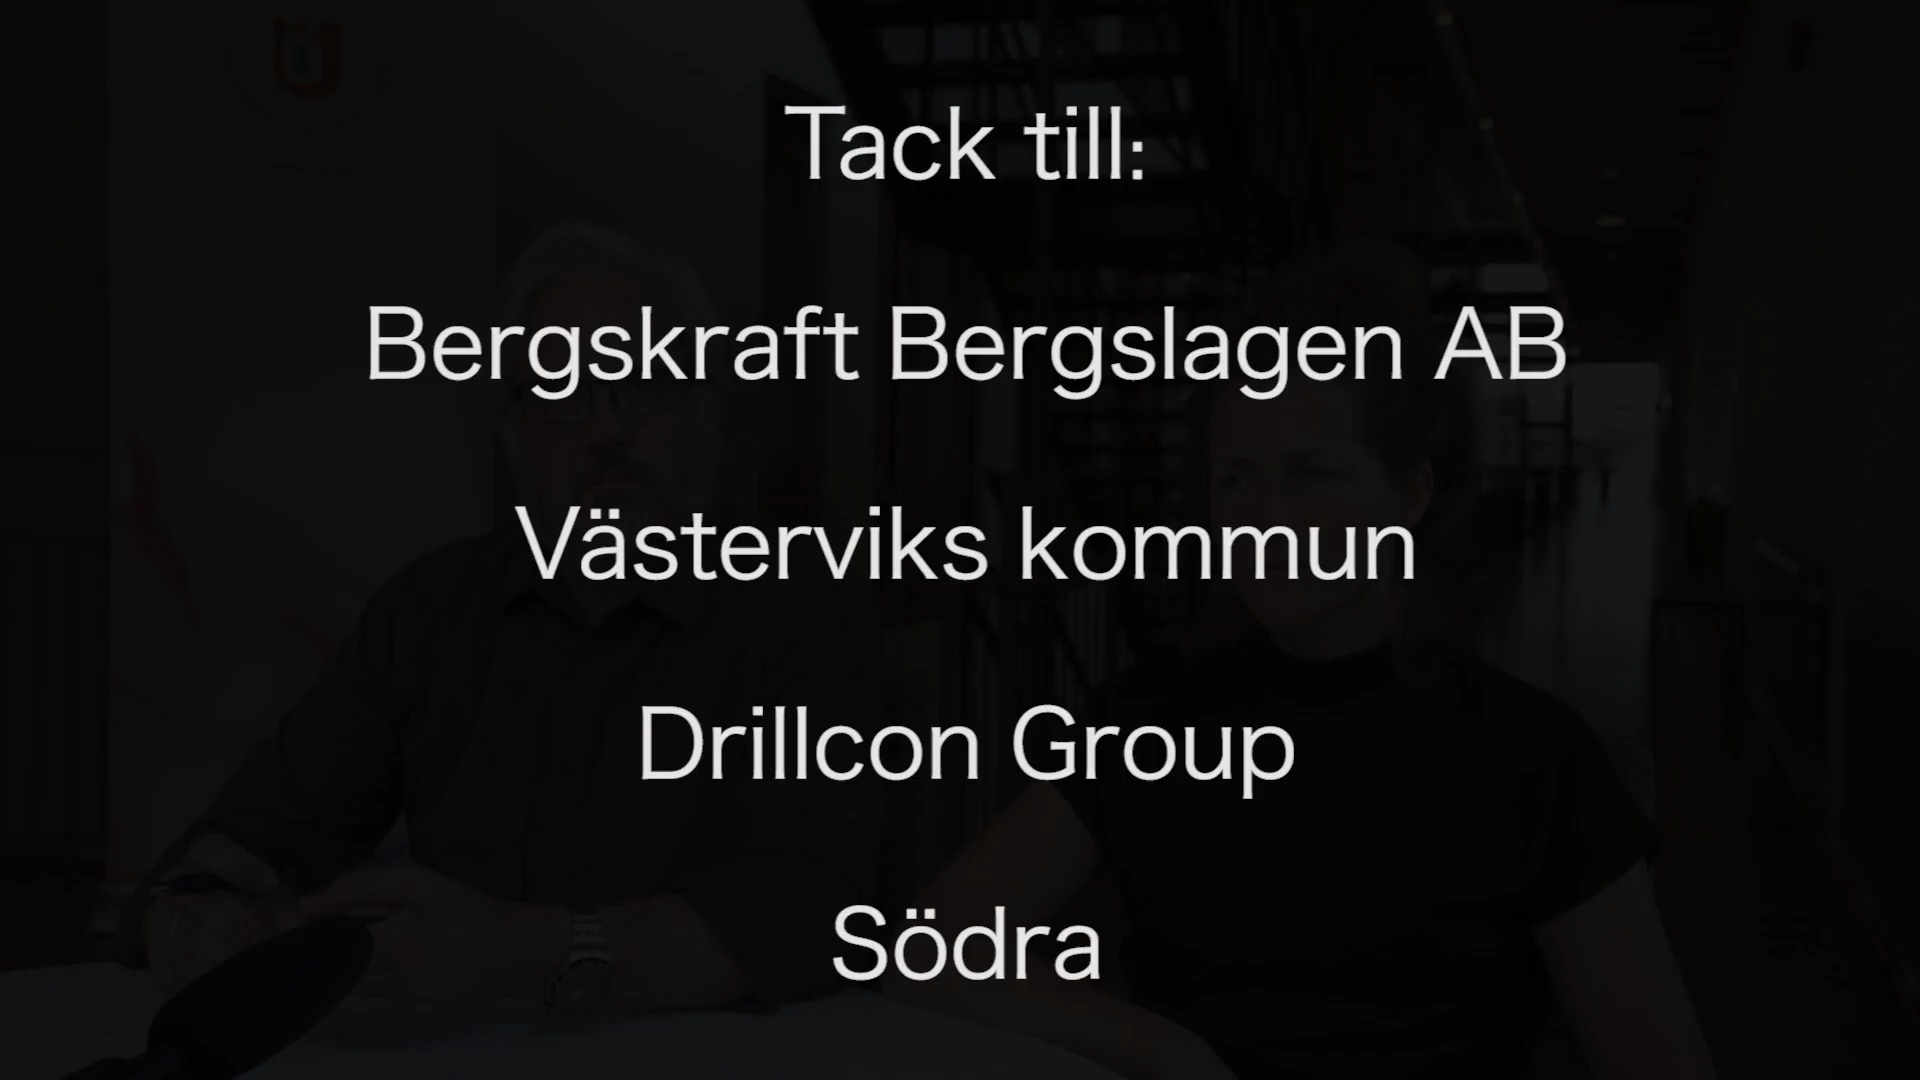 Tack till:
Bergskraft Bergslagen AB
Västerviks kommun
Drillcon Group
Södra